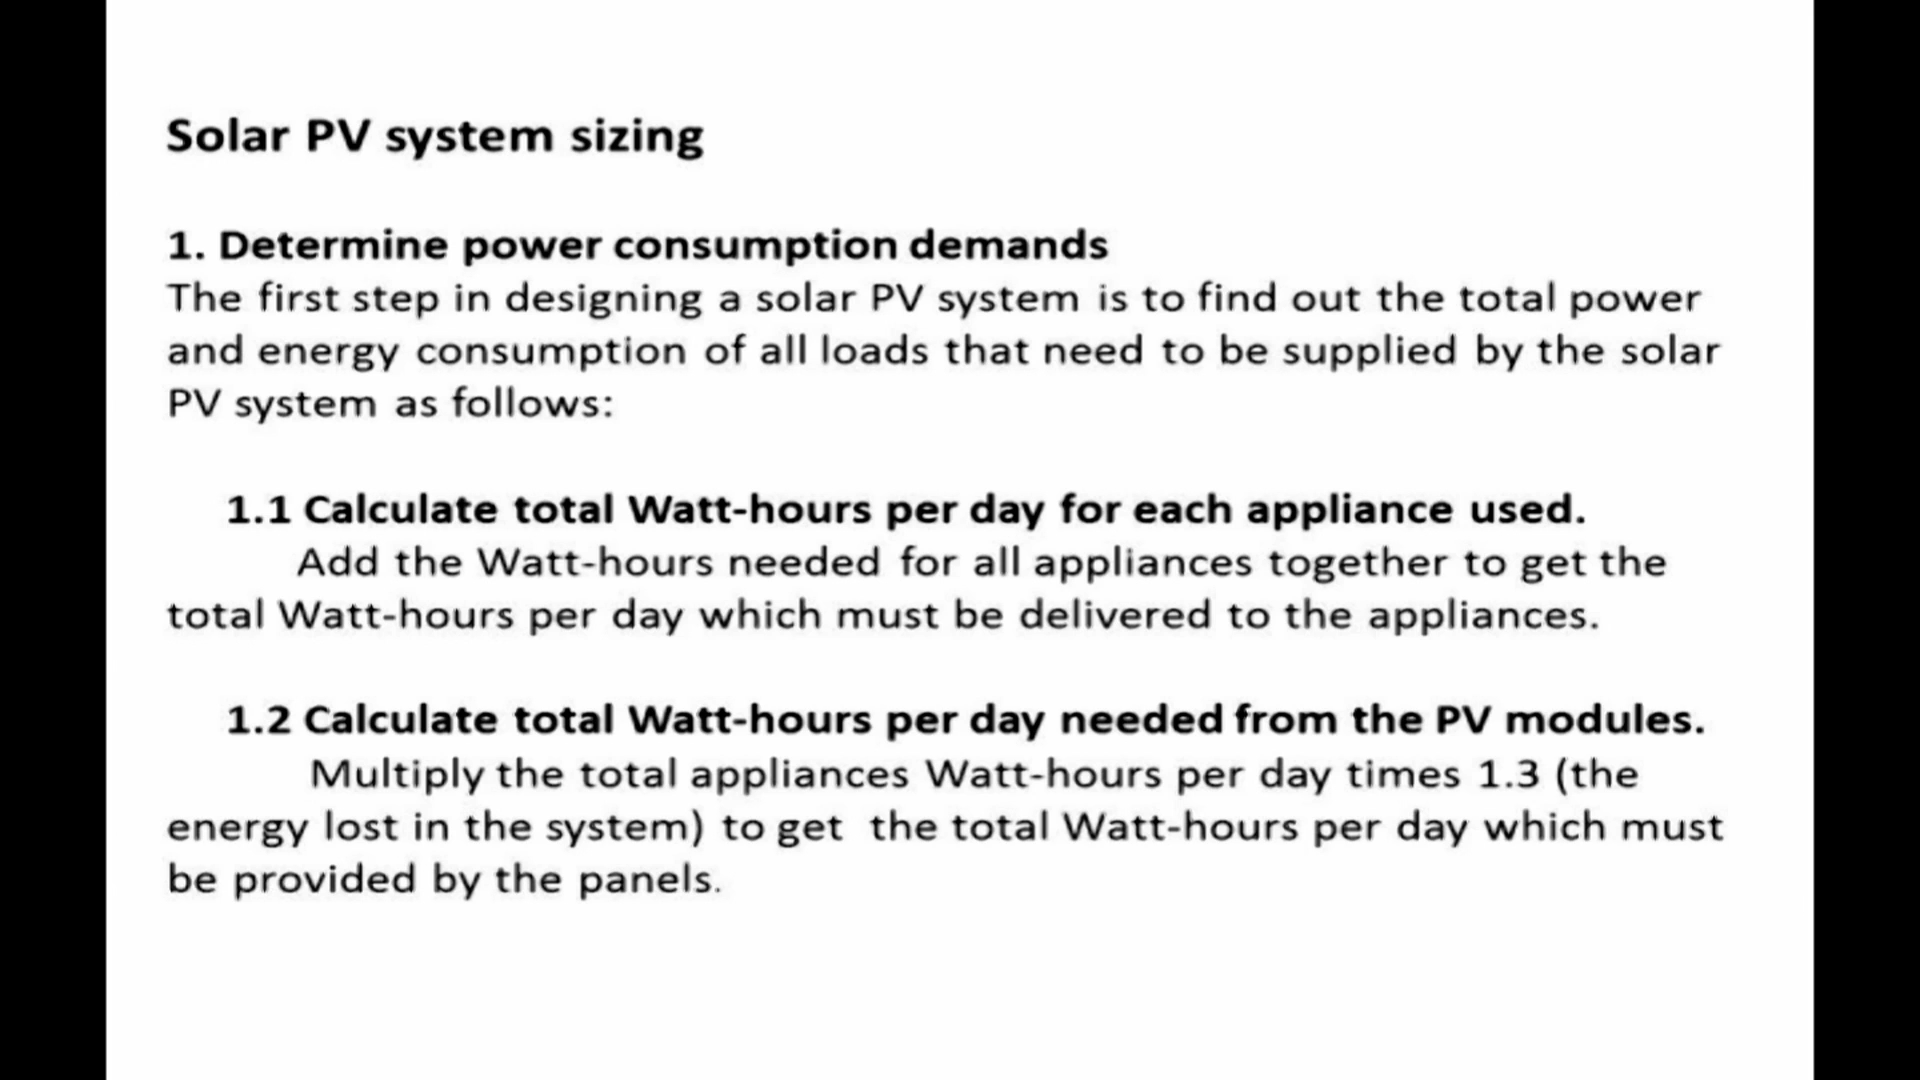 Solar PV system sizing
1. Determine power consumption demands
The first step in designing a solar PV system is to find out the total power
and energy consumption of all loads that need to be supplied by the solar
PV system as follows:
1.1 Calculate total Watt-hours per day for each appliance used.
Add the Watt-hours needed for all appliances together to get the
total Watt-hours per day which must be delivered to the appliances.
1.2 Calculate total Watt-hours per day needed from the PV modules.
Multiply the total appliances Watt-hours per day times 1.3 (the
energy lost in the system) to get the total Watt-hours per day which must
be provided by the panels.